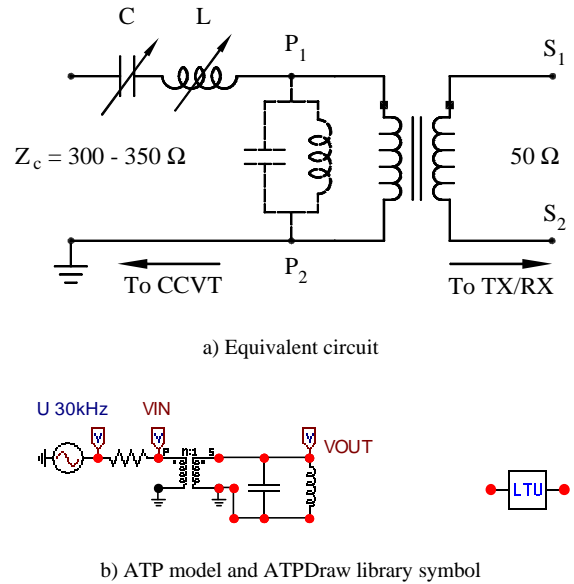 C L
P1 S1
Zc = 300 - 350 Ω 50 Ω
P2 S2
To CCVT To TX/RX
a) Equivalent circuit
U 30kHz VIN
V V V
P n:1 S
VOUT
LTU
b) ATP model and ATPDraw library symbol